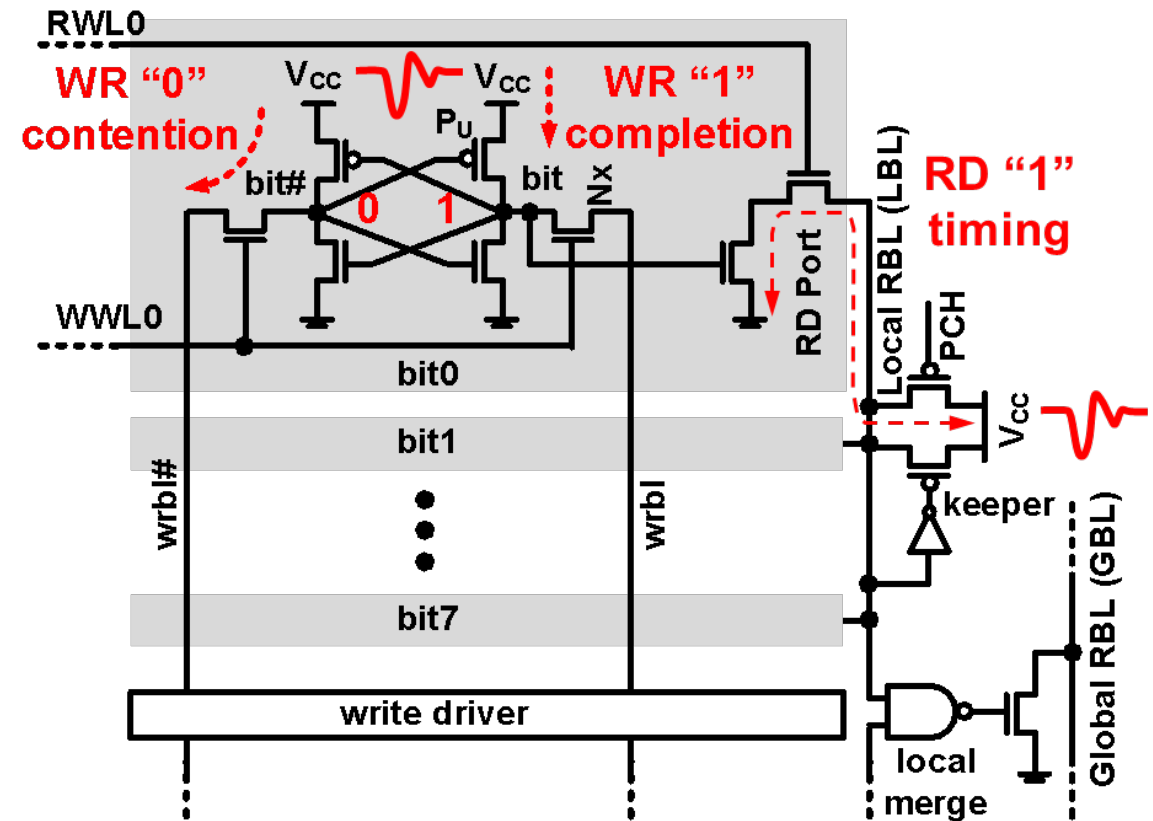 RWL0
WR “0”
contention
VCC
VCC
WR “1”
completion
PU
bit#
0
1
bit
Nx
RD Port
Local RBL (LBL)
RD “1”
timing
WWL0
bit0
PCH
VCC
bit1
wrbl#
wrbl
keeper
bit7
Global RBL (GBL)
write driver
local
merge